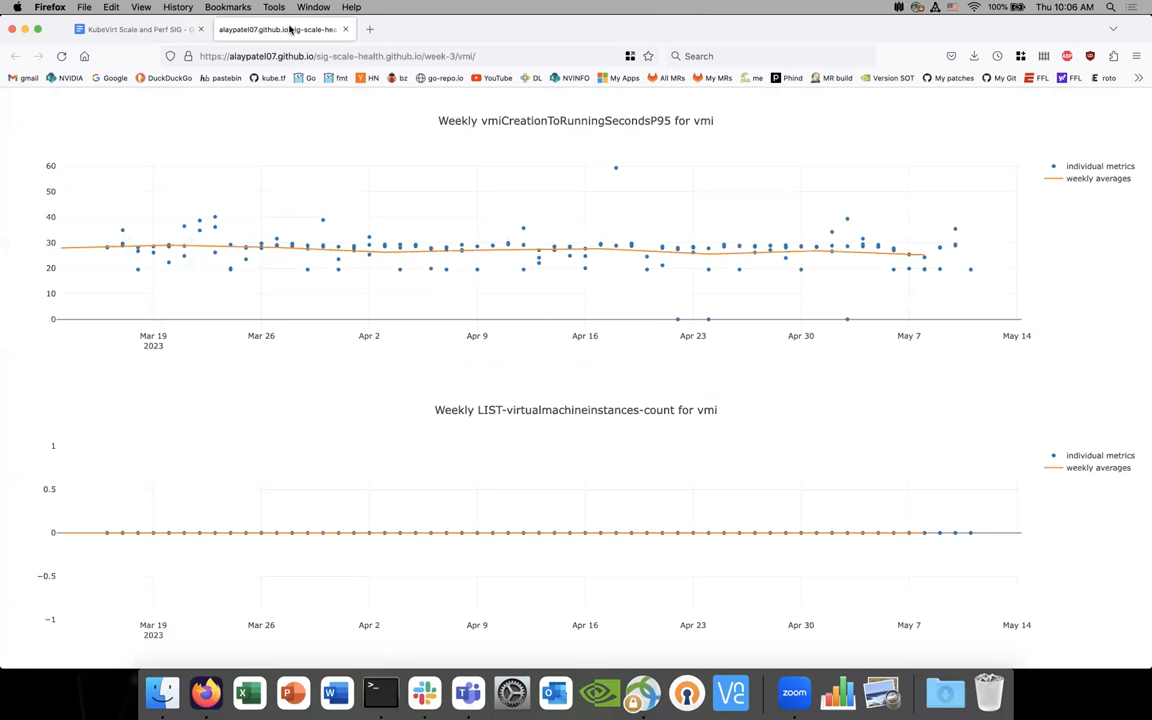 Firefox File Edit View History Bookmarks Tools Window Help 100% Thu 10:06 AM
KubeVirt Scale and Perf SIG - G
alaypatel07.github.io/sig-scale-hea
https://alaypatel07.github.io/sig-scale-health.github.io/week-3/vmi/ Search
gmail NVIDIA Google DuckDuckGo pastebin kube.tf Go fmt HN bz go-repo.io YouTube DL NVINFO My Apps All MRs My MRs me Phind MR build Version SOT My patches My Git FFL FFL roto
Weekly vmiCreationToRunningSecondsP95 for vmi
60
50
40
30
20
10
0
individual metrics
weekly averages
Mar 19 Mar 26 Apr 2 Apr 9 Apr 16 Apr 23 Apr 30 May 7 May 14
2023
Weekly LIST-virtualmachineinstances-count for vmi
1
0.5
0
−0.5
−1
individual metrics
weekly averages
Mar 19 Mar 26 Apr 2 Apr 9 Apr 16 Apr 23 Apr 30 May 7 May 14
2023
zoom